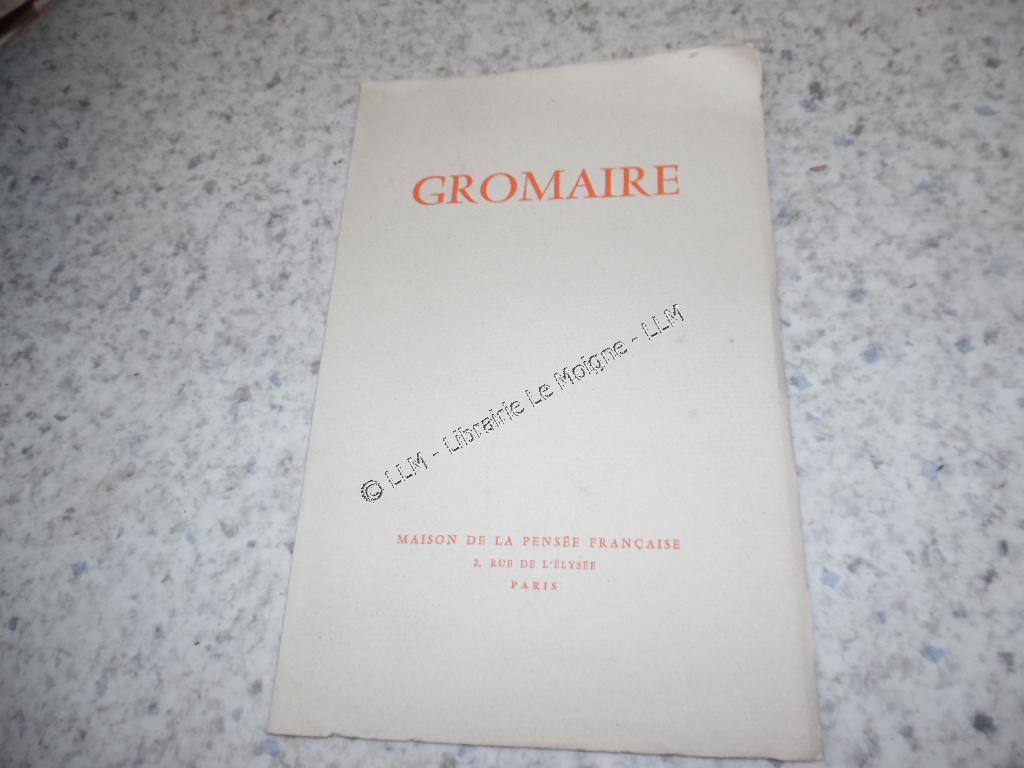 GROMAIRE
© LLM - Librairie Le Moigne - LLM
MAISON DE LA PENSÉE FRANÇAISE
2, RUE DE L'ÉLYSÉE
PARIS